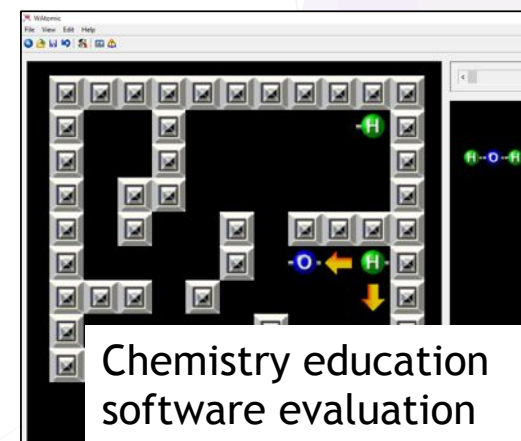 WAtomic
File View Edit Help
H
H-O-H
O H
Chemistry education
software evaluation